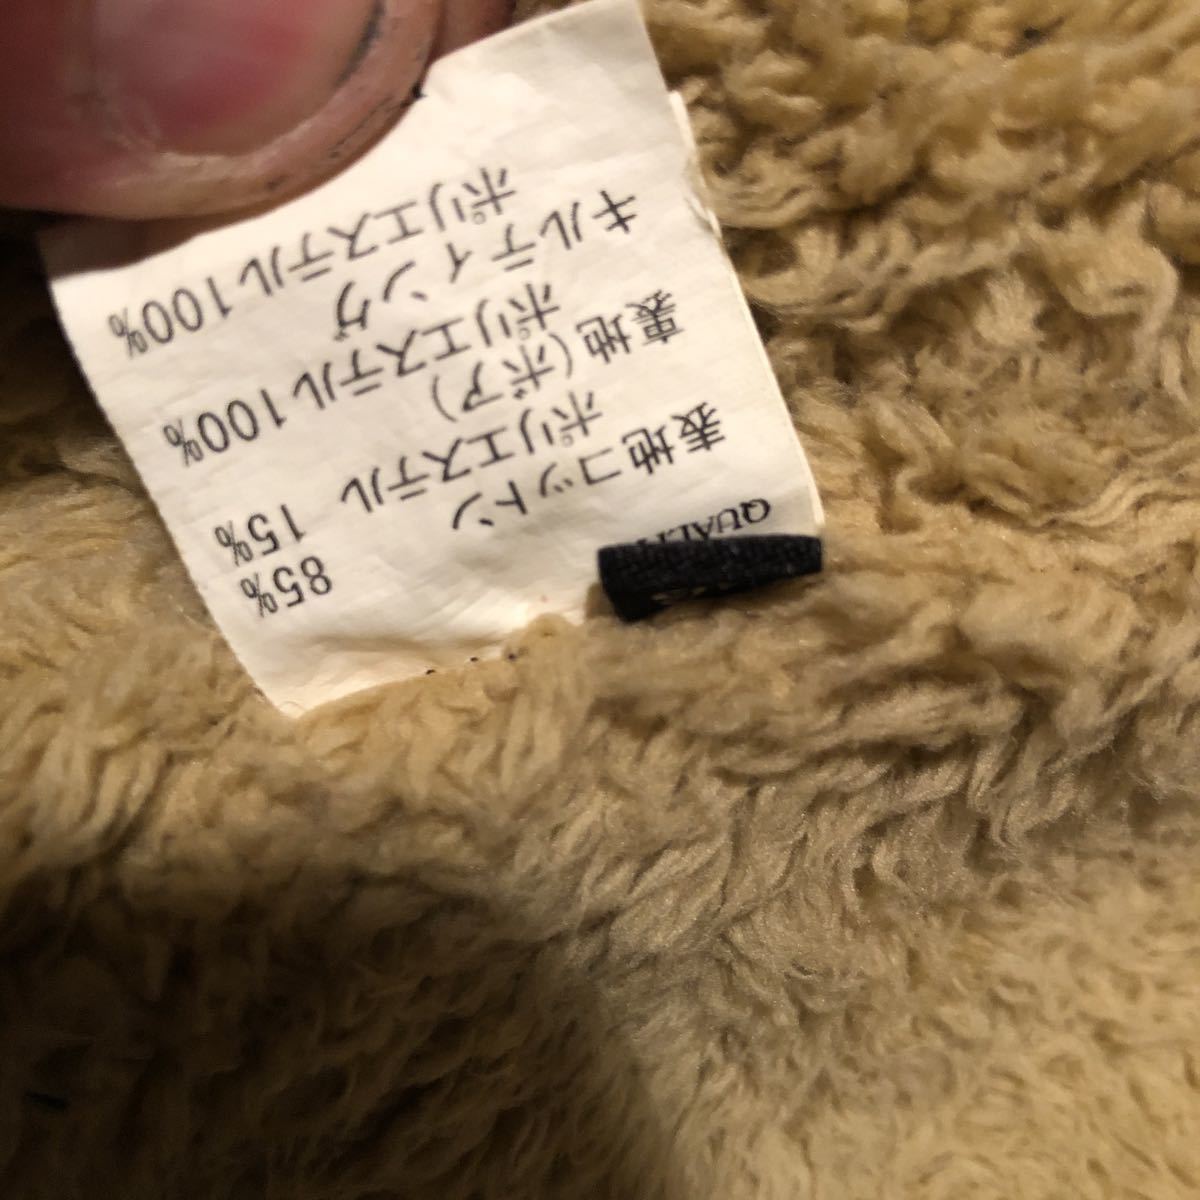 表地コットン 85%
ポリエステル 15%
裏地(ボア)
ポリエステル100%
キルティング
ポリエステル100%